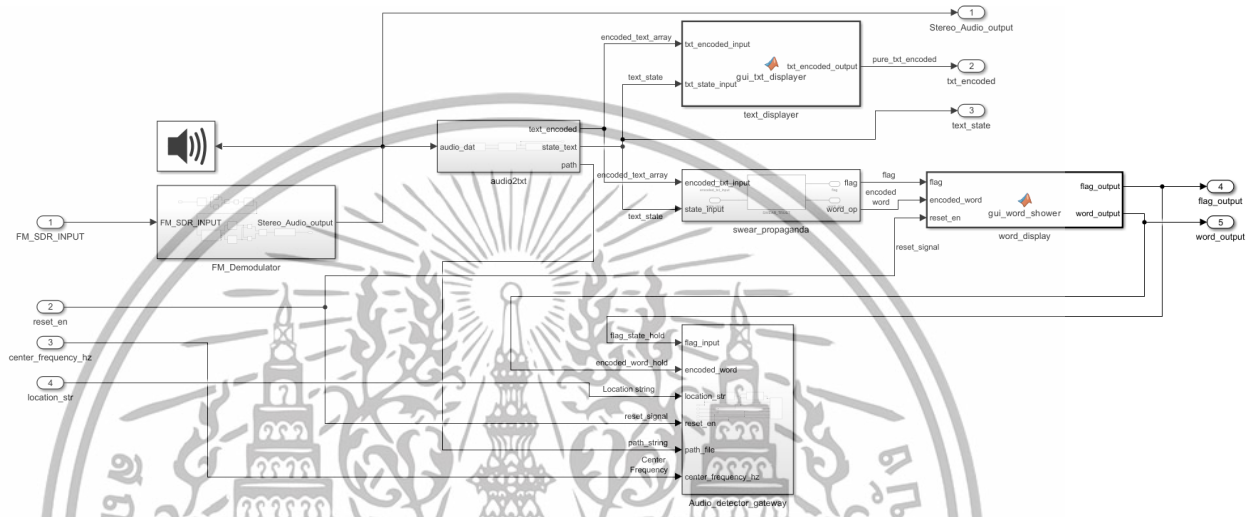 1
Stereo_Audio_output
encoded_text_array
txt_encoded_input
txt_encoded_output
gui_txt_displayer
pure_txt_encoded
2
txt_encoded
text_state
txt_state_input
text_displayer
3
text_state
audio_dat
text_encoded
state_text
path
audio2txt
encoded_text_array
encoded_txt_input
flag
flag
flag
flag_output
4
flag_output
encoded
word
encoded_word
gui_word_shower
text_state
state_input
word_op
reset_en
word_output
5
word_output
swear_propaganda
word_display
reset_signal
1
FM_SDR_INPUT
FM_SDR_INPUT
Stereo_Audio_output
FM_Demodulator
2
reset_en
3
center_frequency_hz
4
location_str
flag_state_hold
flag_input
encoded_word_hold
encoded_word
Location string
location_str
reset_signal
reset_en
path_string
path_file
Center
Frequency
center_frequency_hz
Audio_detector_gateway